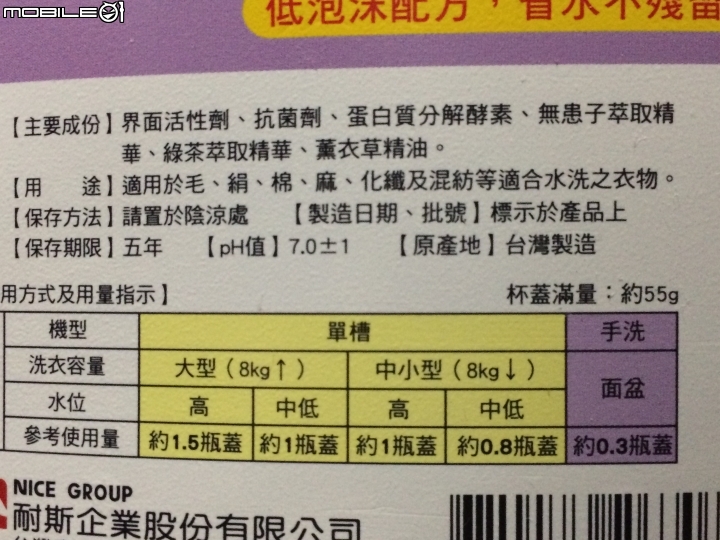 MOBILE01
低泡沫配方，省水不殘留
【主要成份】界面活性劑、抗菌劑、蛋白質分解酵素、無患子萃取精
華、綠茶萃取精華、薰衣草精油。
【用　　途】適用於毛、絹、棉、麻、化纖及混紡等適合水洗之衣物。
【保存方法】請置於陰涼處　【製造日期、批號】標示於產品上
【保存期限】五年　【pH值】7.0±1　【原產地】台灣製造
用方式及用量指示】　杯蓋滿量：約55g
機型　單槽　手洗
洗衣容量　大型（8kg↑）　中小型（8kg↓）　面盆
水位　高　中低　高　中低
參考使用量　約1.5瓶蓋　約1瓶蓋　約1瓶蓋　約0.8瓶蓋　約0.3瓶蓋
NICE GROUP
耐斯企業股份有限公司